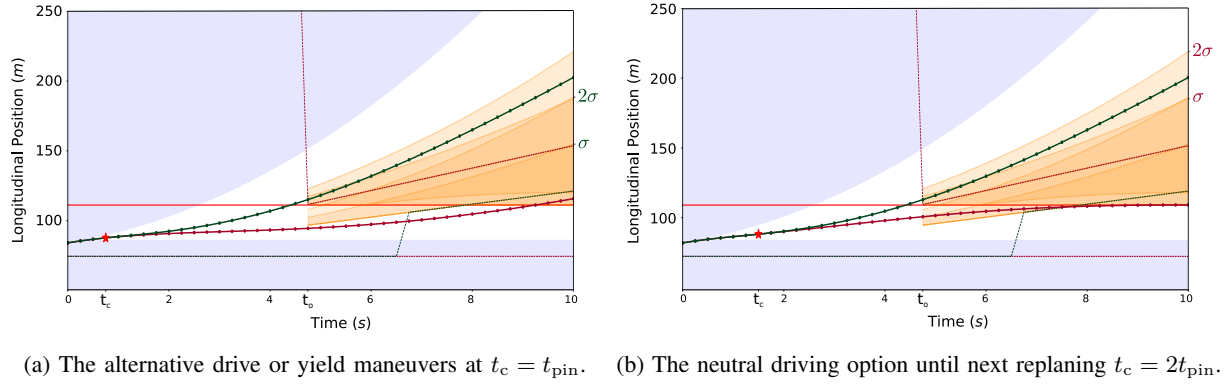 250
200
150
100
Longitudinal Position (m)
0 2 4 6 8 10
t_c t_o
Time (s)
2σ
σ
250
200
150
100
Longitudinal Position (m)
0 2 4 6 8 10
t_c t_o
Time (s)
2σ
σ
(a) The alternative drive or yield maneuvers at t_c = t_pin.
(b) The neutral driving option until next replaning t_c = 2t_pin.